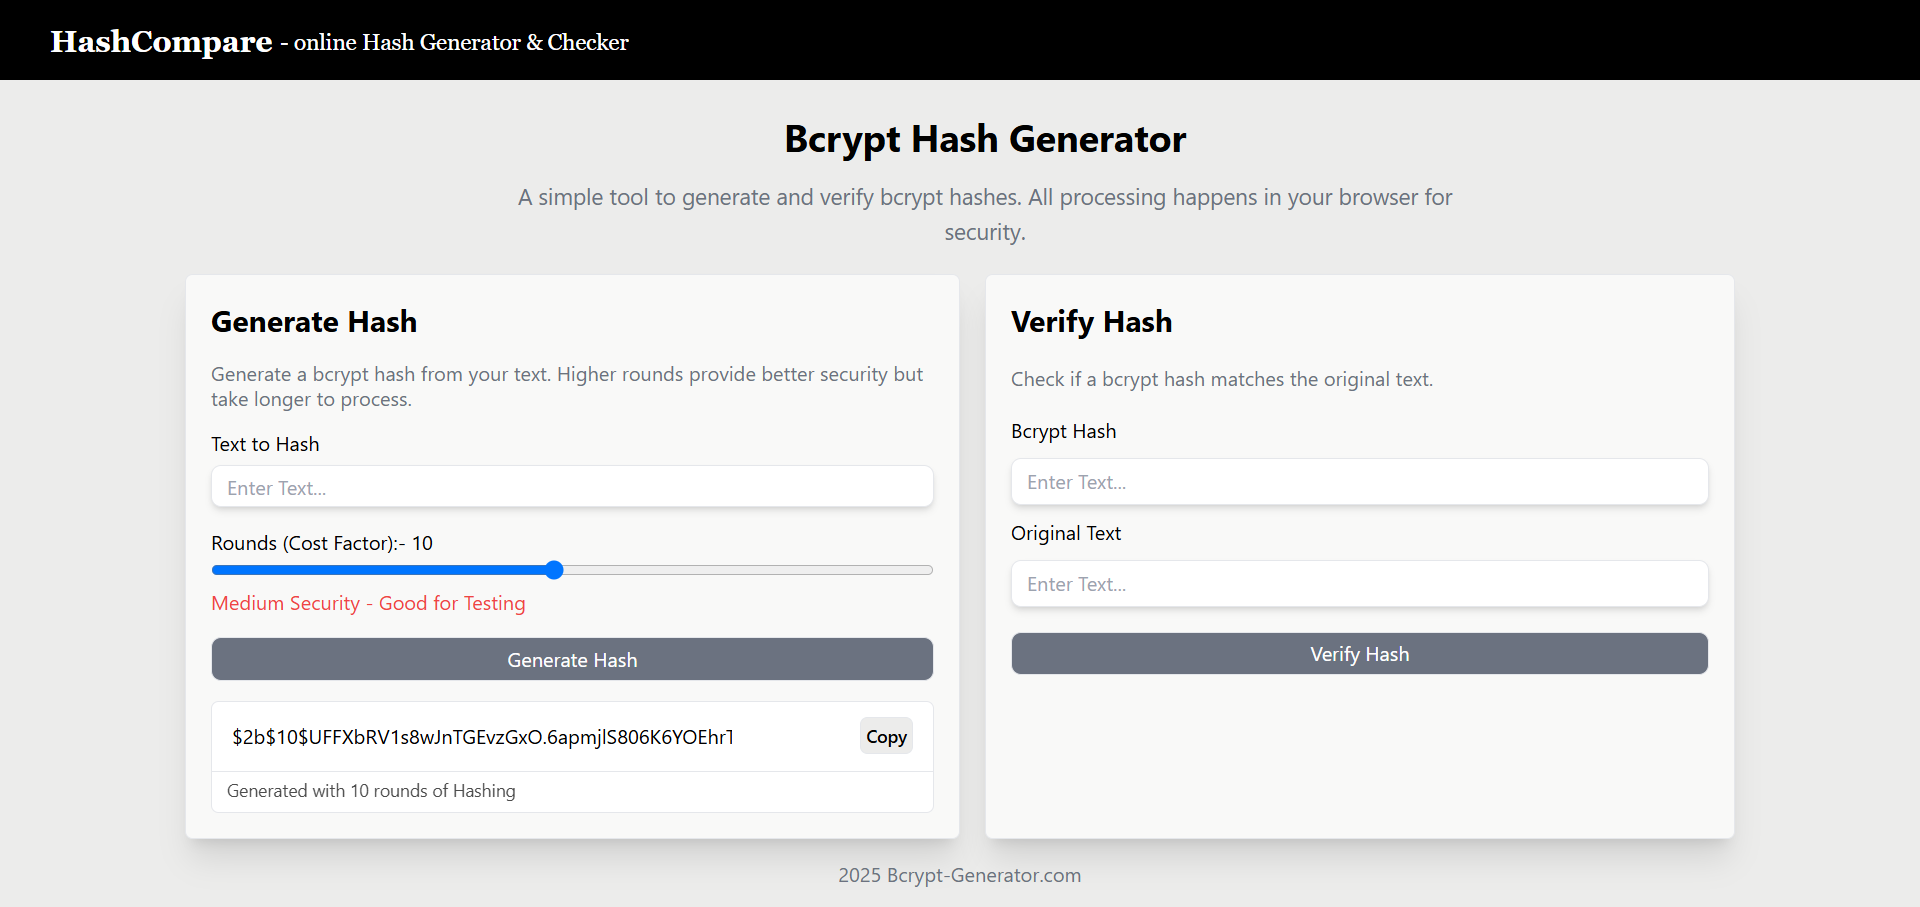 HashCompare - online Hash Generator & Checker
Bcrypt Hash Generator
A simple tool to generate and verify bcrypt hashes. All processing happens in your browser for
security.
Generate Hash
Generate a bcrypt hash from your text. Higher rounds provide better security but
take longer to process.
Text to Hash
Enter Text...
Rounds (Cost Factor):- 10
Medium Security - Good for Testing
Generate Hash
$2b$10$UFFXbRV1s8wJnTGEvzGxO.6apmjlS806K6YOEhrT
Copy
Generated with 10 rounds of Hashing
Verify Hash
Check if a bcrypt hash matches the original text.
Bcrypt Hash
Enter Text...
Original Text
Enter Text...
Verify Hash
2025 Bcrypt-Generator.com